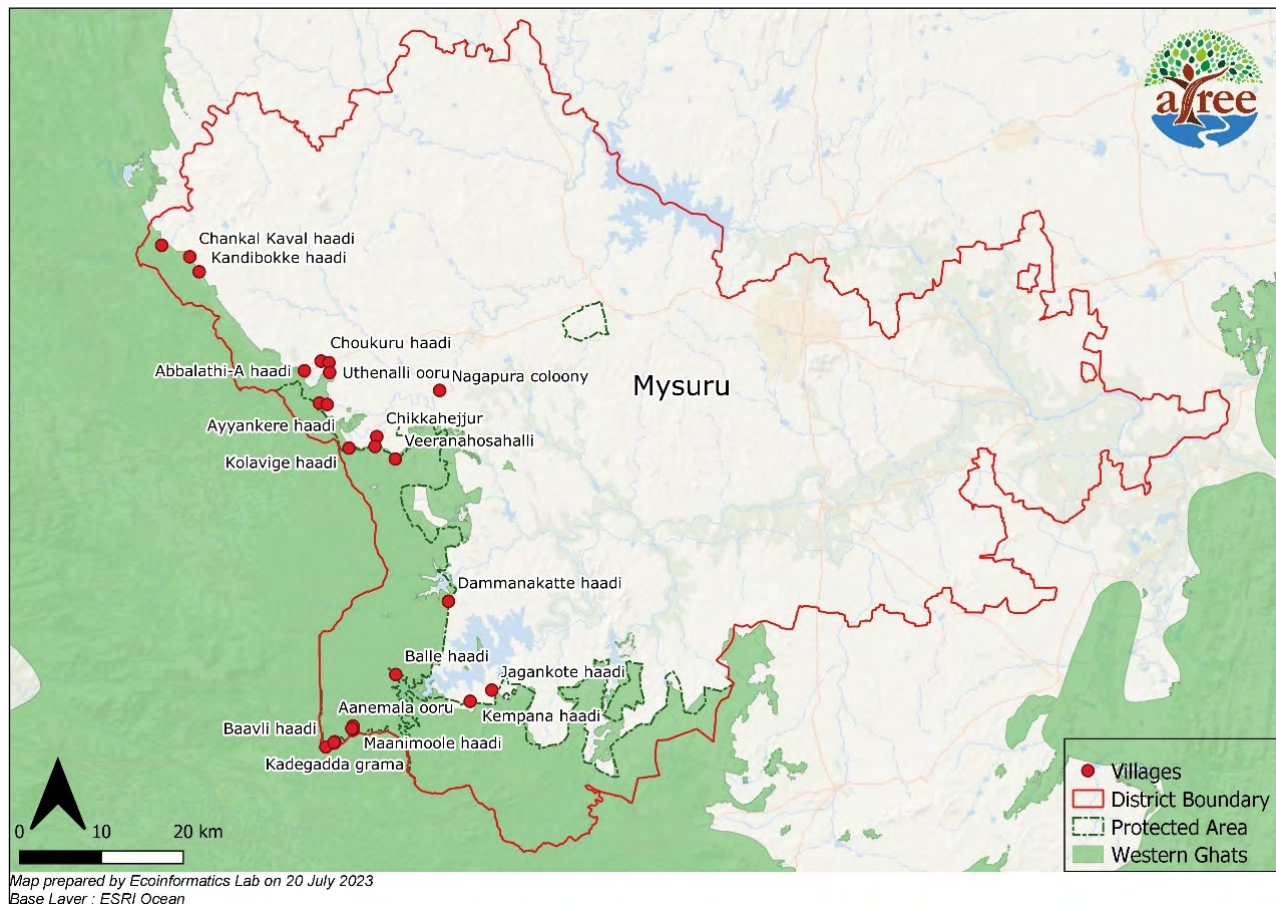 atree
Chankal Kaval haadi
Kandibokke haadi
Choukuru haadi
Abbalathi-A haadi
Uthenalli ooru
Nagapura coloony
Mysuru
Ayyankere haadi
Chikkahejjur
Veeranahosahalli
Kolavige haadi
Dammanakatte haadi
Balle haadi
Jagankote haadi
Aanemala ooru
Kempana haadi
Baavli haadi
Maanimoole haadi
Kadegadda grama
Villages
District Boundary
Protected Area
Western Ghats
0 10 20 km
Map prepared by Ecoinformatics Lab on 20 July 2023
Base Layer : ESRI Ocean